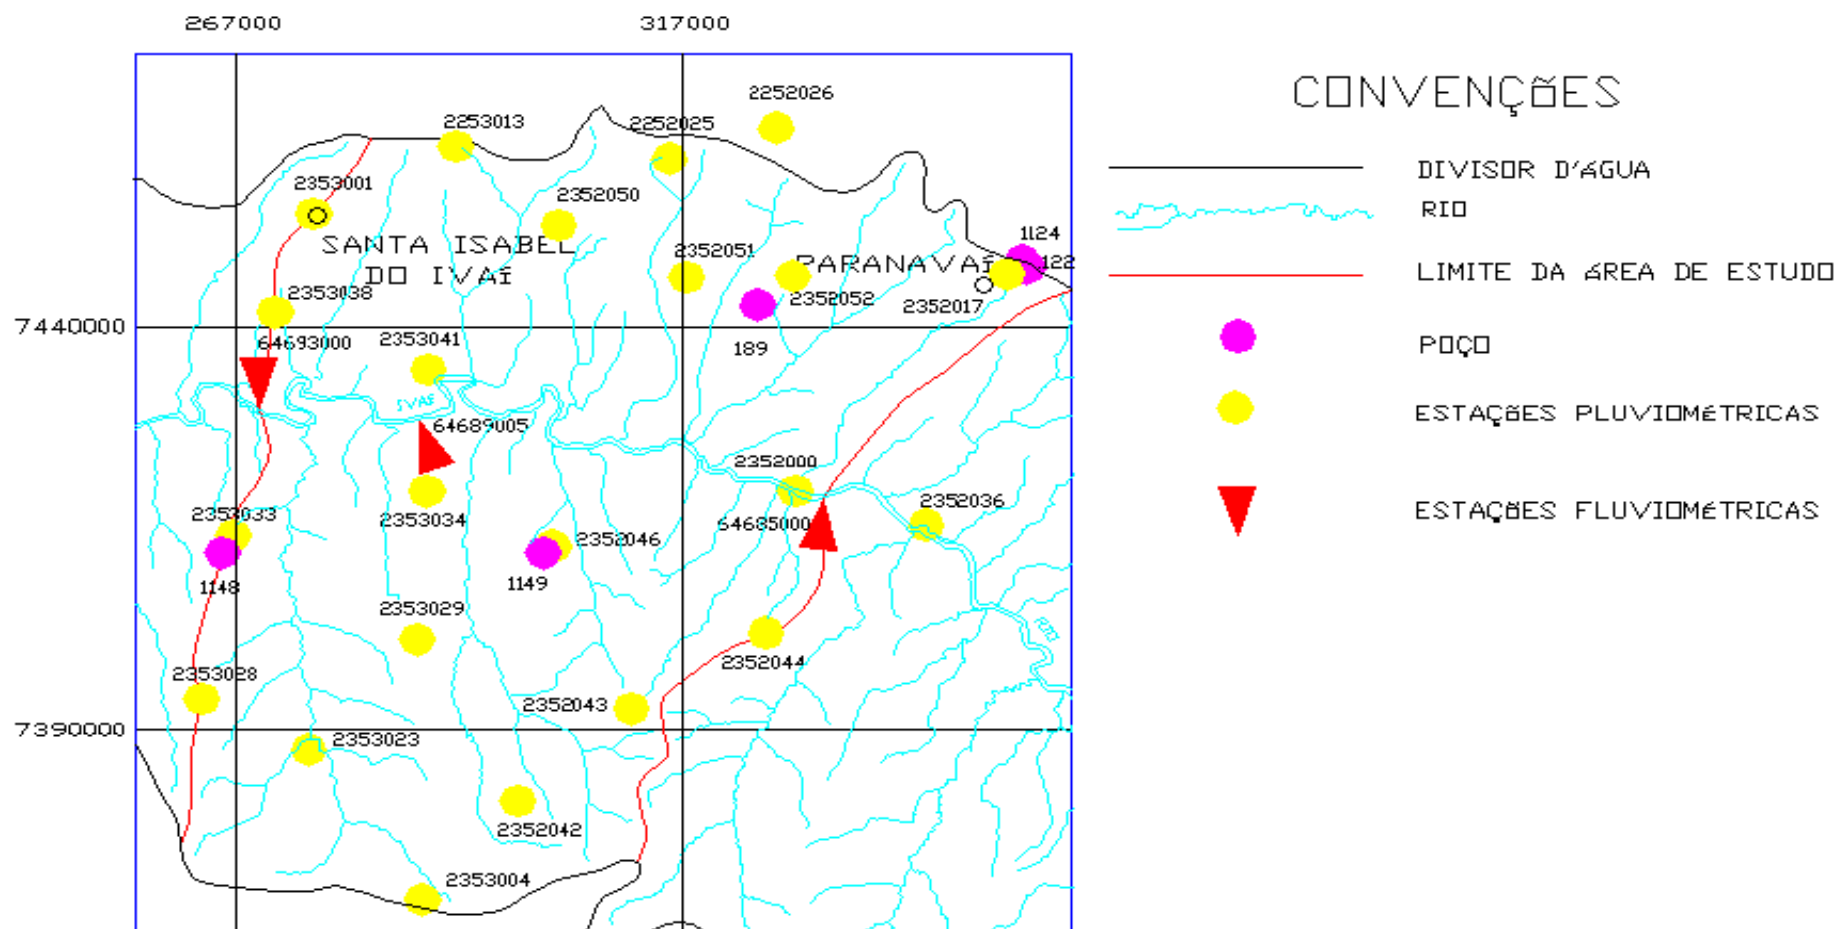 267000
317000
2252026
2253013
2252025
CONVENÇÕES
DIVISOR D'ÁGUA
2353001
2352050
RIO
SANTA ISABEL
DO IVAÍ
2352051
PARANAVAÍ
1124
122
LIMITE DA ÁREA DE ESTUDO
2353038
2352052
2352017
7440000
64693000
2353041
189
POÇO
IVAÍ
64689005
ESTAÇÕES PLUVIOMÉTRICAS
2352000
2352036
2353033
2353034
64685000
ESTAÇÕES FLUVIOMÉTRICAS
2352046
1148
1149
2353029
RIO
2352044
2353028
2352043
7390000
2353023
2352042
2353004